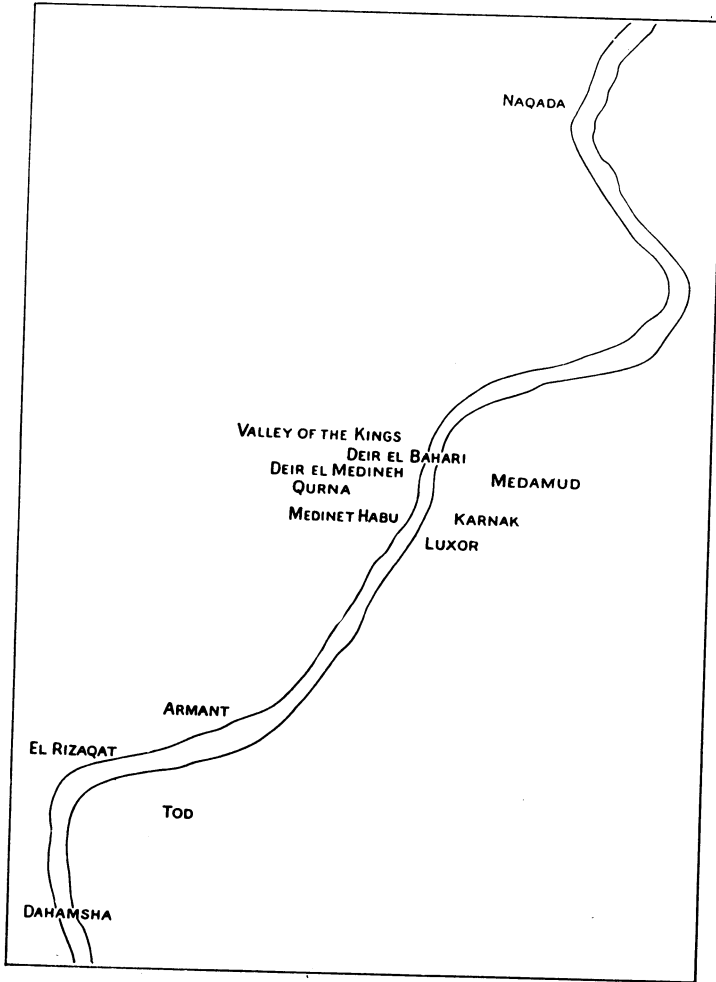 NAQADA
VALLEY OF THE KINGS
DEIR EL BAHARI
DEIR EL MEDINEH
MEDAMUD
QURNA
MEDINET HABU
KARNAK
LUXOR
ARMANT
EL RIZAQAT
TOD
DAHAMSHA